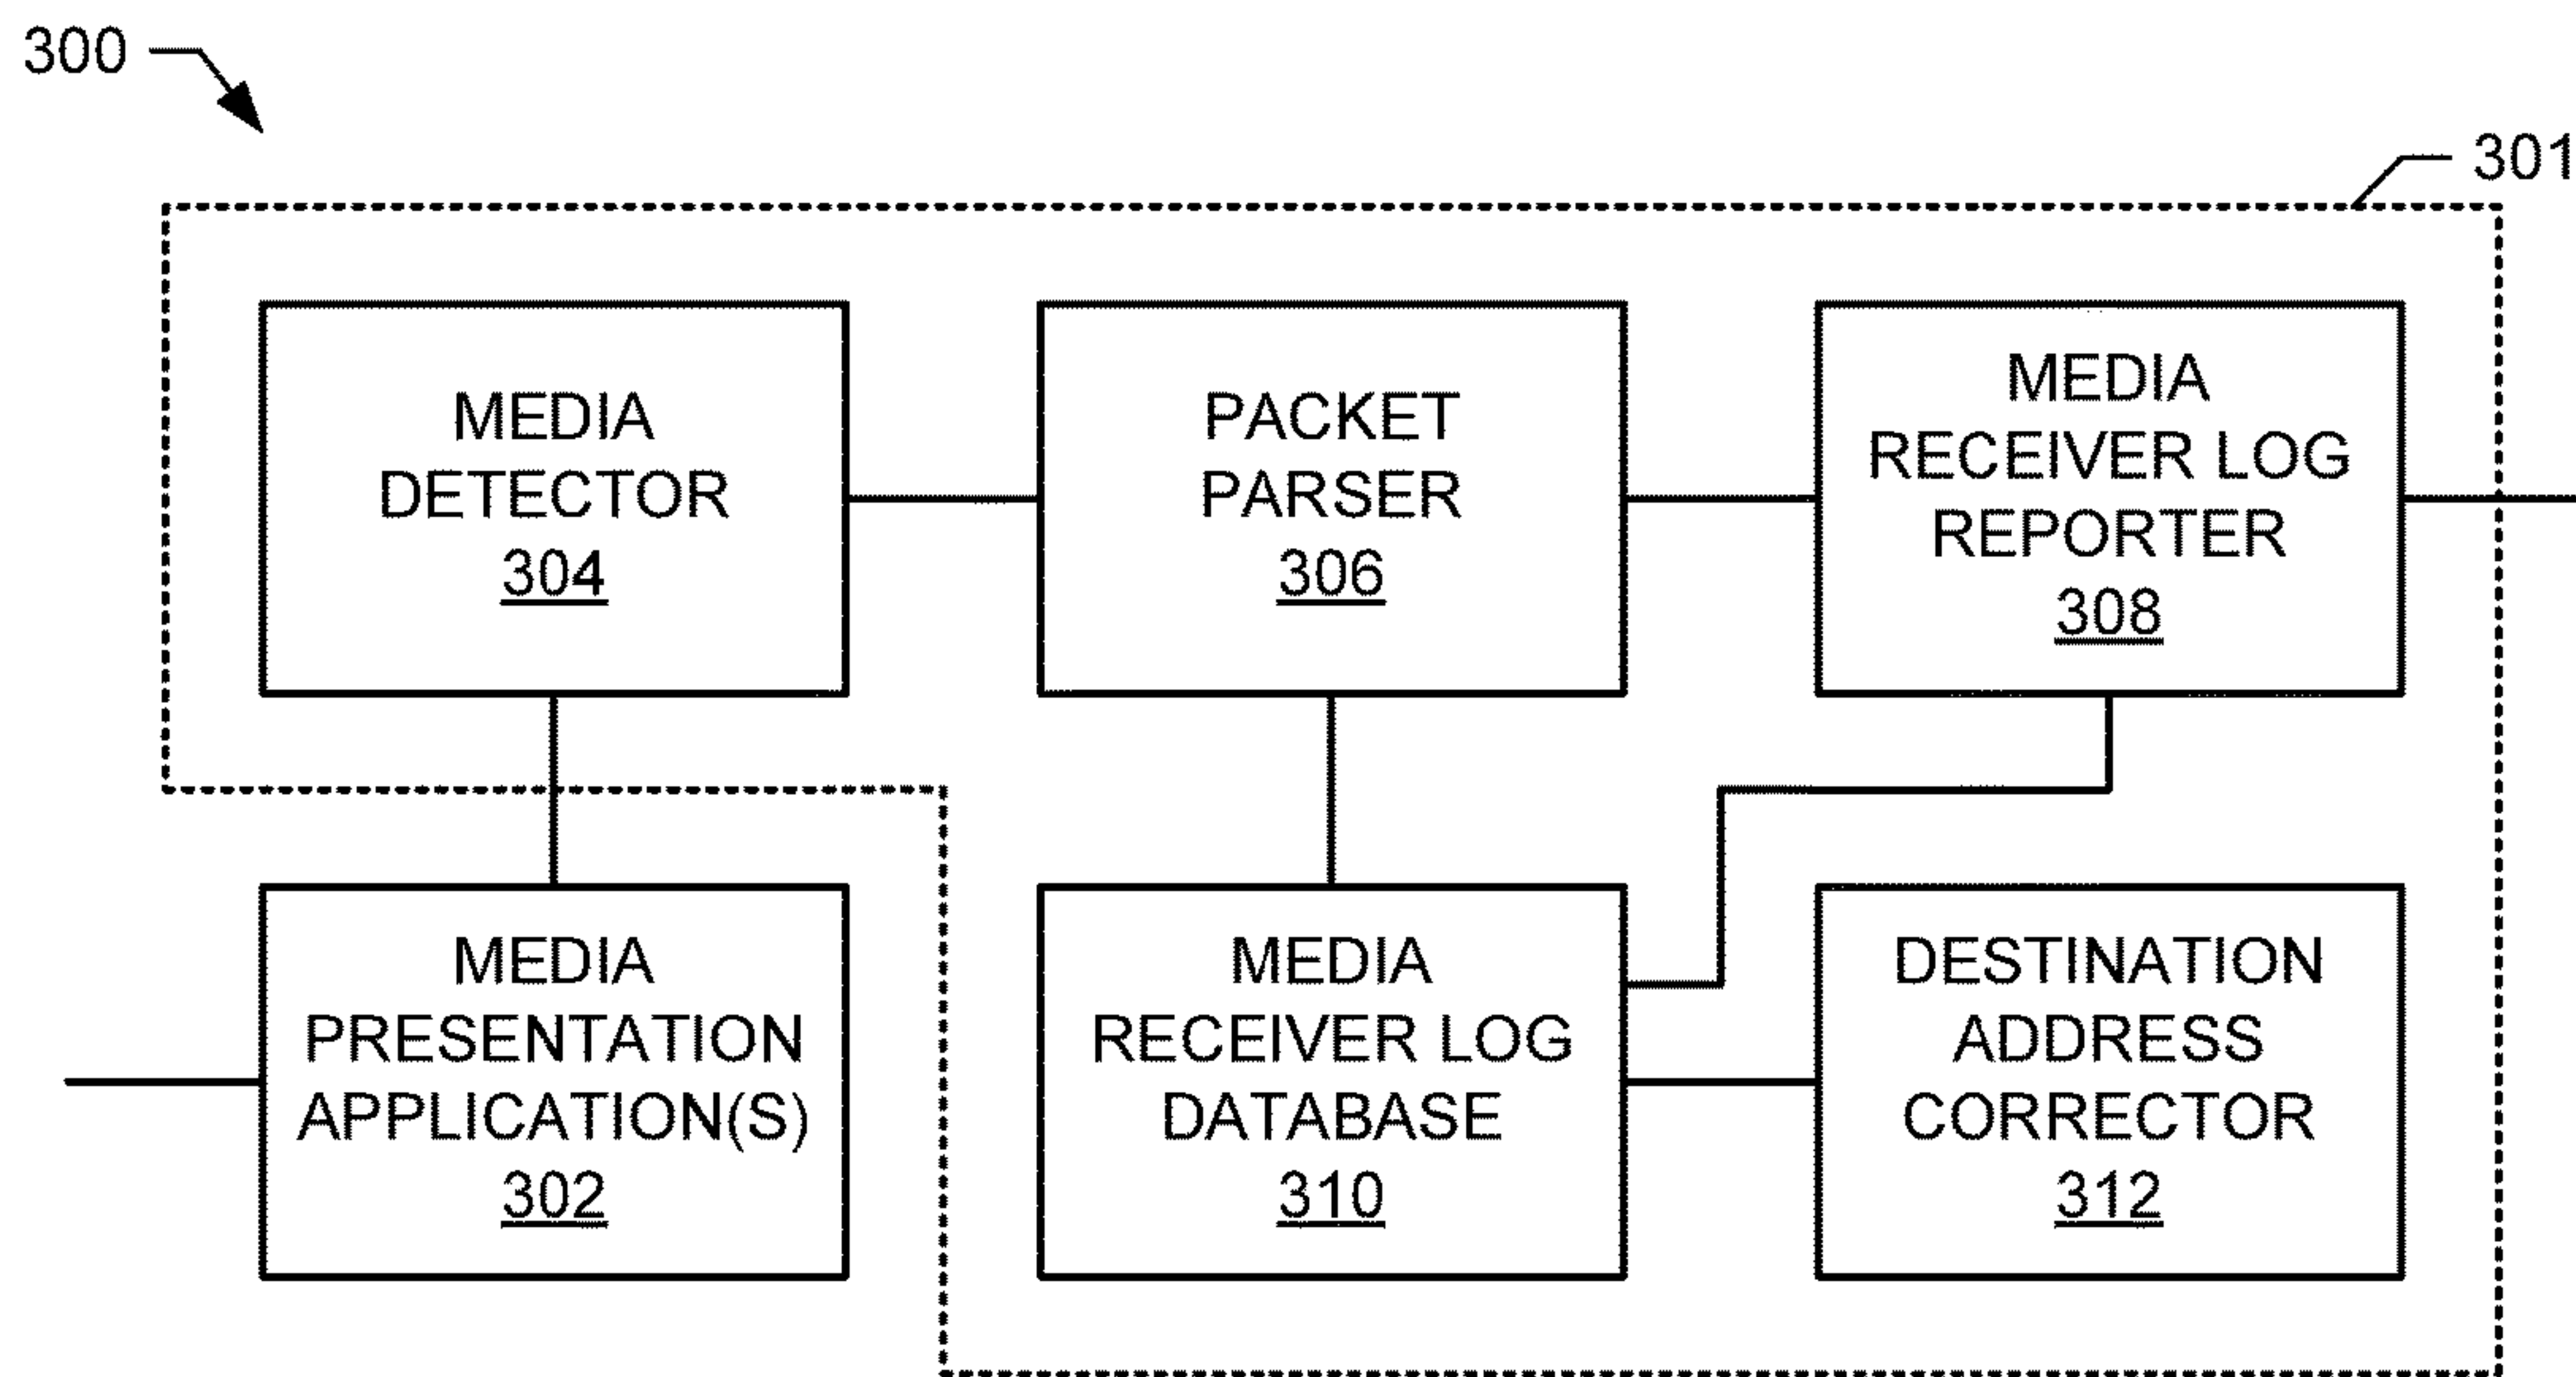 300
301
MEDIA
DETECTOR
304
PACKET
PARSER
306
MEDIA
RECEIVER LOG
REPORTER
308
MEDIA
PRESENTATION
APPLICATION(S)
302
MEDIA
RECEIVER LOG
DATABASE
310
DESTINATION
ADDRESS
CORRECTOR
312